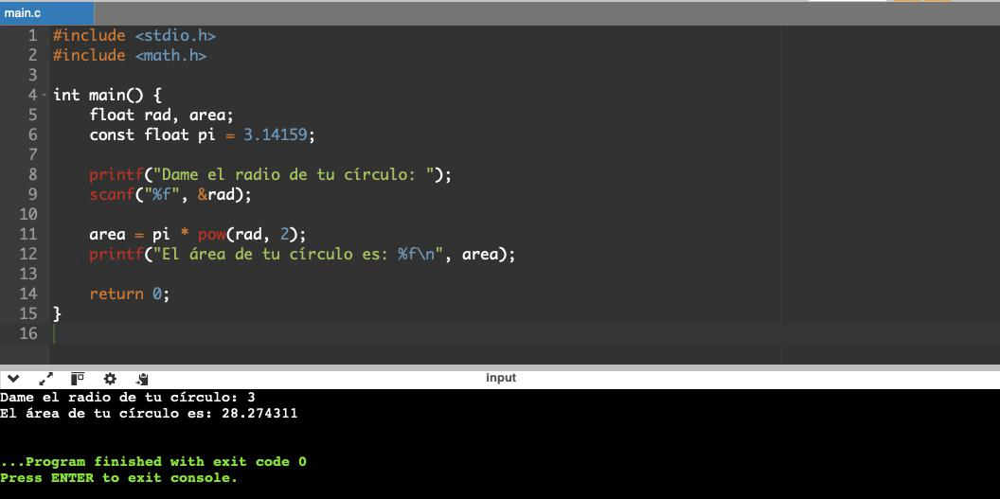 main.c
1 #include <stdio.h>
2 #include <math.h>
3
4 int main() {
5     float rad, area;
6     const float pi = 3.14159;
7
8     printf("Dame el radio de tu círculo: ");
9     scanf("%f", &rad);
10
11     area = pi * pow(rad, 2);
12     printf("El área de tu círculo es: %f\n", area);
13
14     return 0;
15 }
16
input
Dame el radio de tu círculo: 3
El área de tu círculo es: 28.274311
...Program finished with exit code 0
Press ENTER to exit console.